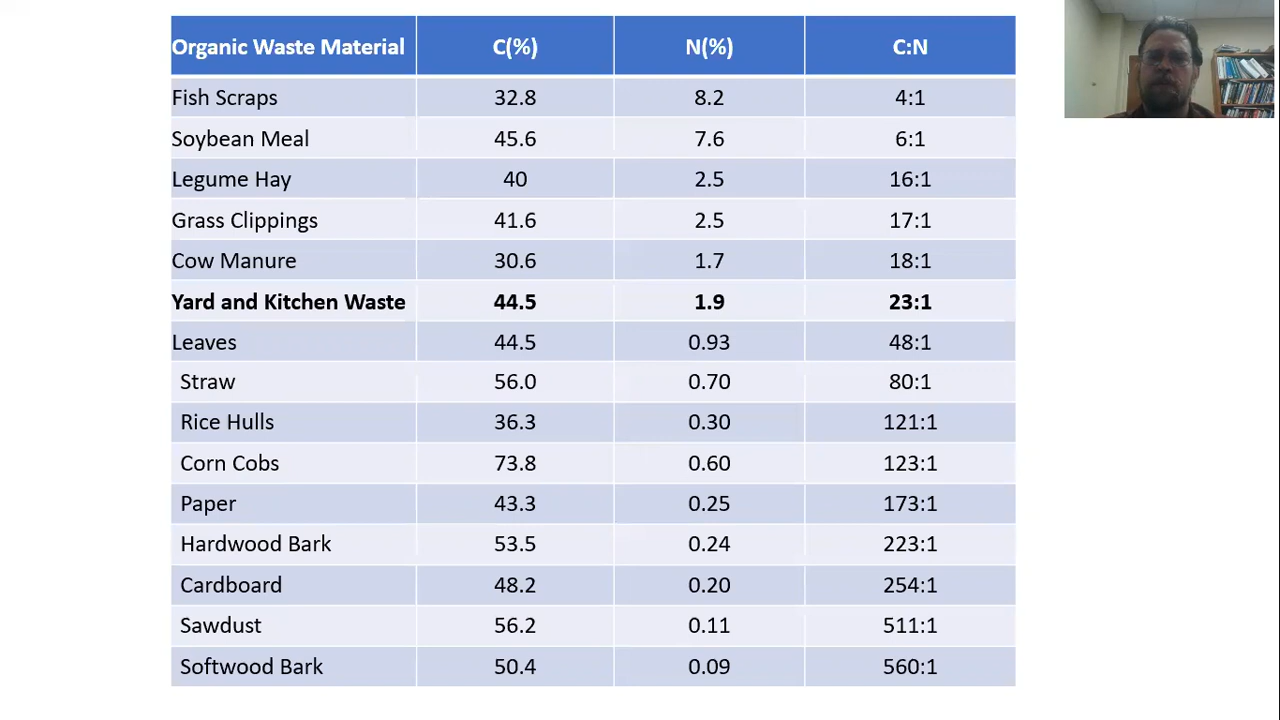 Organic Waste Material C(%) N(%) C:N
Fish Scraps 32.8 8.2 4:1
Soybean Meal 45.6 7.6 6:1
Legume Hay 40 2.5 16:1
Grass Clippings 41.6 2.5 17:1
Cow Manure 30.6 1.7 18:1
Yard and Kitchen Waste 44.5 1.9 23:1
Leaves 44.5 0.93 48:1
Straw 56.0 0.70 80:1
Rice Hulls 36.3 0.30 121:1
Corn Cobs 73.8 0.60 123:1
Paper 43.3 0.25 173:1
Hardwood Bark 53.5 0.24 223:1
Cardboard 48.2 0.20 254:1
Sawdust 56.2 0.11 511:1
Softwood Bark 50.4 0.09 560:1